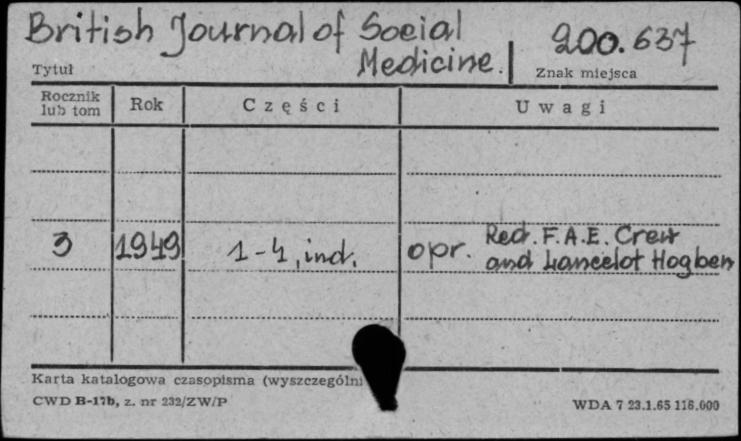 British Journal of Social
Medicine.
200.637
Tytuł
Znak miejsca
Rocznik
lub tom
Rok
Części
Uwagi
3
1949
1-4, ind.
opr.
Red. F.A.E. Crew
and Lancelot Hogben
Karta katalogowa czasopisma (wyszczególni
CWD B-17b, z. nr 232/ZW/P
WDA 7 23.1.65 116.000